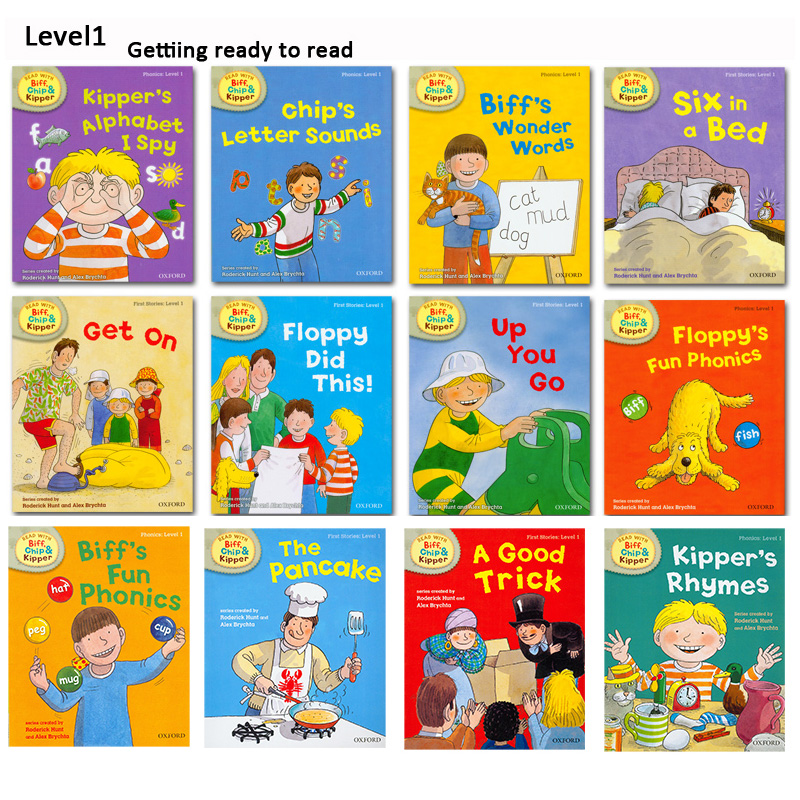 Level1
Gettiing ready to read
READ WITH
Biff,
Chip &
Kipper
Phonics: Level 1
Kipper's
Alphabet
I Spy
f
a
s
d
Series created by
Roderick Hunt and Alex Brychta
OXFORD
READ WITH
Biff,
Chip &
Kipper
Phonics: Level 1
Chip's
Letter Sounds
p t s i
e n
Series created by
Roderick Hunt and Alex Brychta
OXFORD
READ WITH
Biff,
Chip &
Kipper
Phonics: Level 1
Biff's
Wonder
Words
cat
mud
dog
Series created by
Roderick Hunt and Alex Brychta
OXFORD
READ WITH
Biff,
Chip &
Kipper
First Stories: Level 1
Six in
a Bed
Series created by
Roderick Hunt and Alex Brychta
OXFORD
READ WITH
Biff,
Chip &
Kipper
First Stories: Level 1
Get On
Series created by
Roderick Hunt and Alex Brychta
OXFORD
READ WITH
Biff,
Chip &
Kipper
First Stories: Level 1
Floppy
Did
This!
Series created by
Roderick Hunt and Alex Brychta
OXFORD
READ WITH
Biff,
Chip &
Kipper
First Stories: Level 1
Up
You
Go
Series created by
Roderick Hunt and Alex Brychta
OXFORD
READ WITH
Biff,
Chip &
Kipper
Phonics: Level 1
Floppy's
Fun Phonics
Biff
fish
Series created by
Roderick Hunt and Alex Brychta
OXFORD
READ WITH
Biff,
Chip &
Kipper
Phonics: Level 1
Biff's
Fun
Phonics
hat
peg
cup
mug
series created by
Roderick Hunt
and Alex Brychta
OXFORD
READ WITH
Biff,
Chip &
Kipper
First Stories: Level 1
The
Pancake
series created by
Roderick Hunt
and Alex Brychta
OXFORD
READ WITH
Biff,
Chip &
Kipper
First Stories: Level 1
A Good
Trick
series created by
Roderick Hunt and
Alex Brychta
OXFORD
READ WITH
Biff,
Chip &
Kipper
Phonics: Level 1
Kipper's
Rhymes
Series created by
Roderick Hunt
and Alex Brychta
OXFORD